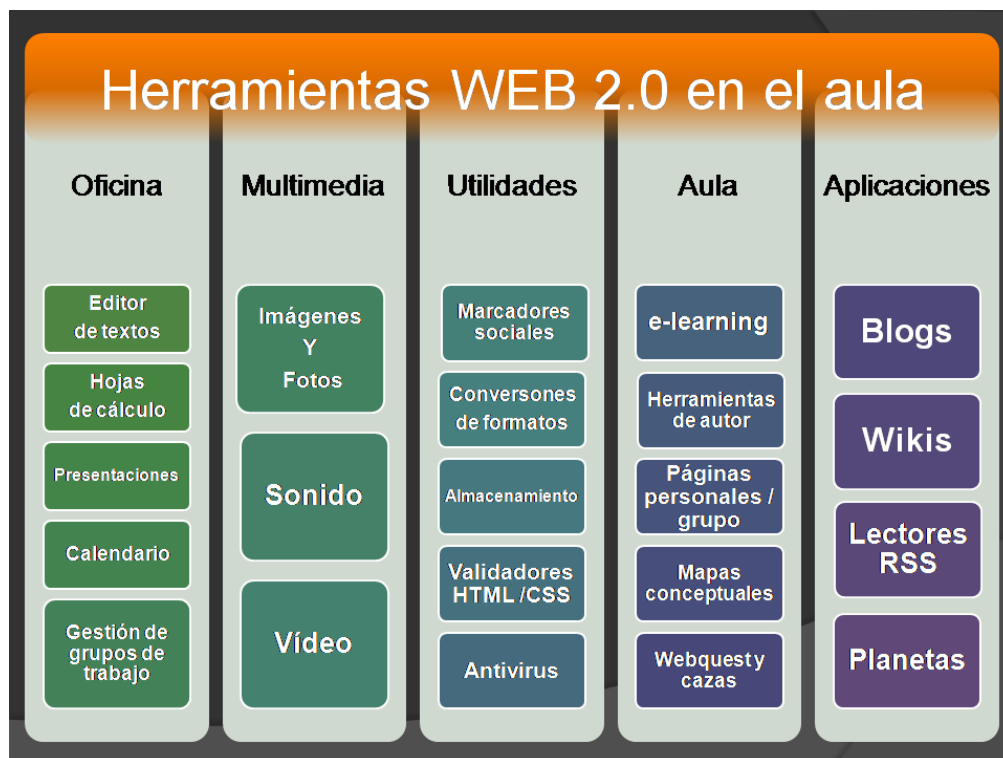 Herramientas WEB 2.0 en el aula
Oficina
Editor
de textos
Hojas
de cálculo
Presentaciones
Calendario
Gestión de
grupos de
trabajo
Multimedia
Imágenes
Y
Fotos
Sonido
Vídeo
Utilidades
Marcadores
sociales
Conversones
de formatos
Almacenamiento
Validadores
HTML /CSS
Antivirus
Aula
e-learning
Herramientas
de autor
Páginas
personales /
grupo
Mapas
conceptuales
Webquest y
cazas
Aplicaciones
Blogs
Wikis
Lectores
RSS
Planetas